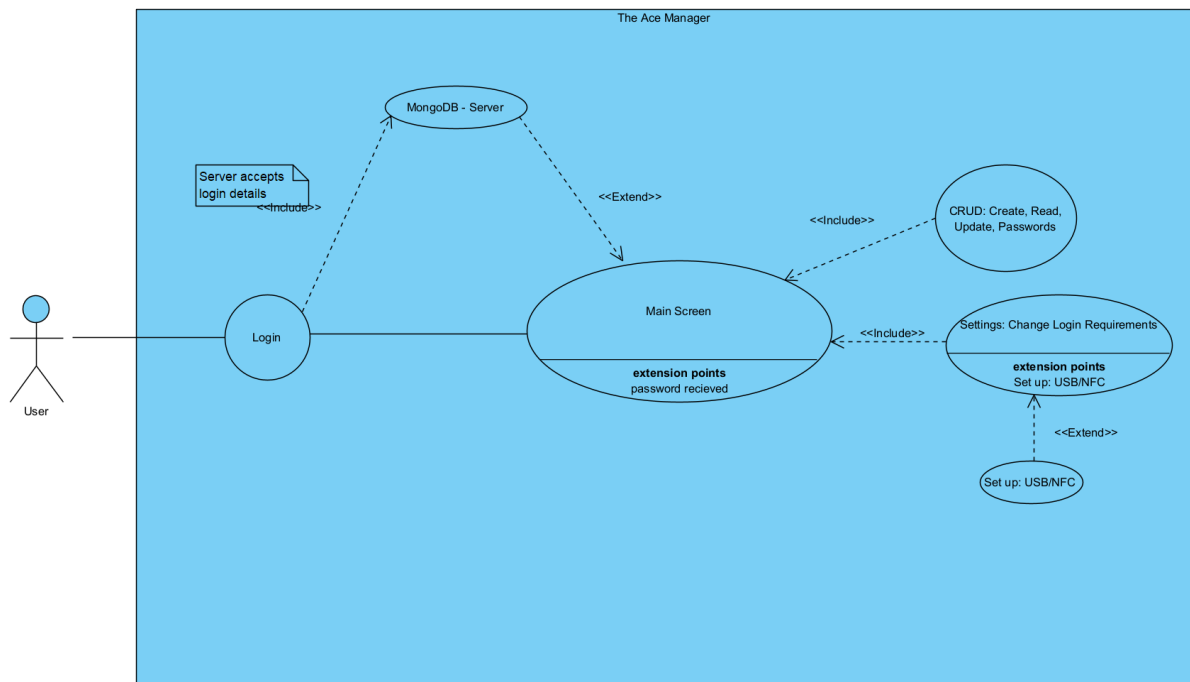 The Ace Manager
MongoDB - Server
Server accepts
login details
<<Include>>
<<Extend>>
CRUD: Create, Read,
Update, Passwords
<<Include>>
Main Screen
Settings: Change Login Requirements
<<Include>>
Login
extension points
password recieved
extension points
Set up: USB/NFC
User
<<Extend>>
Set up: USB/NFC